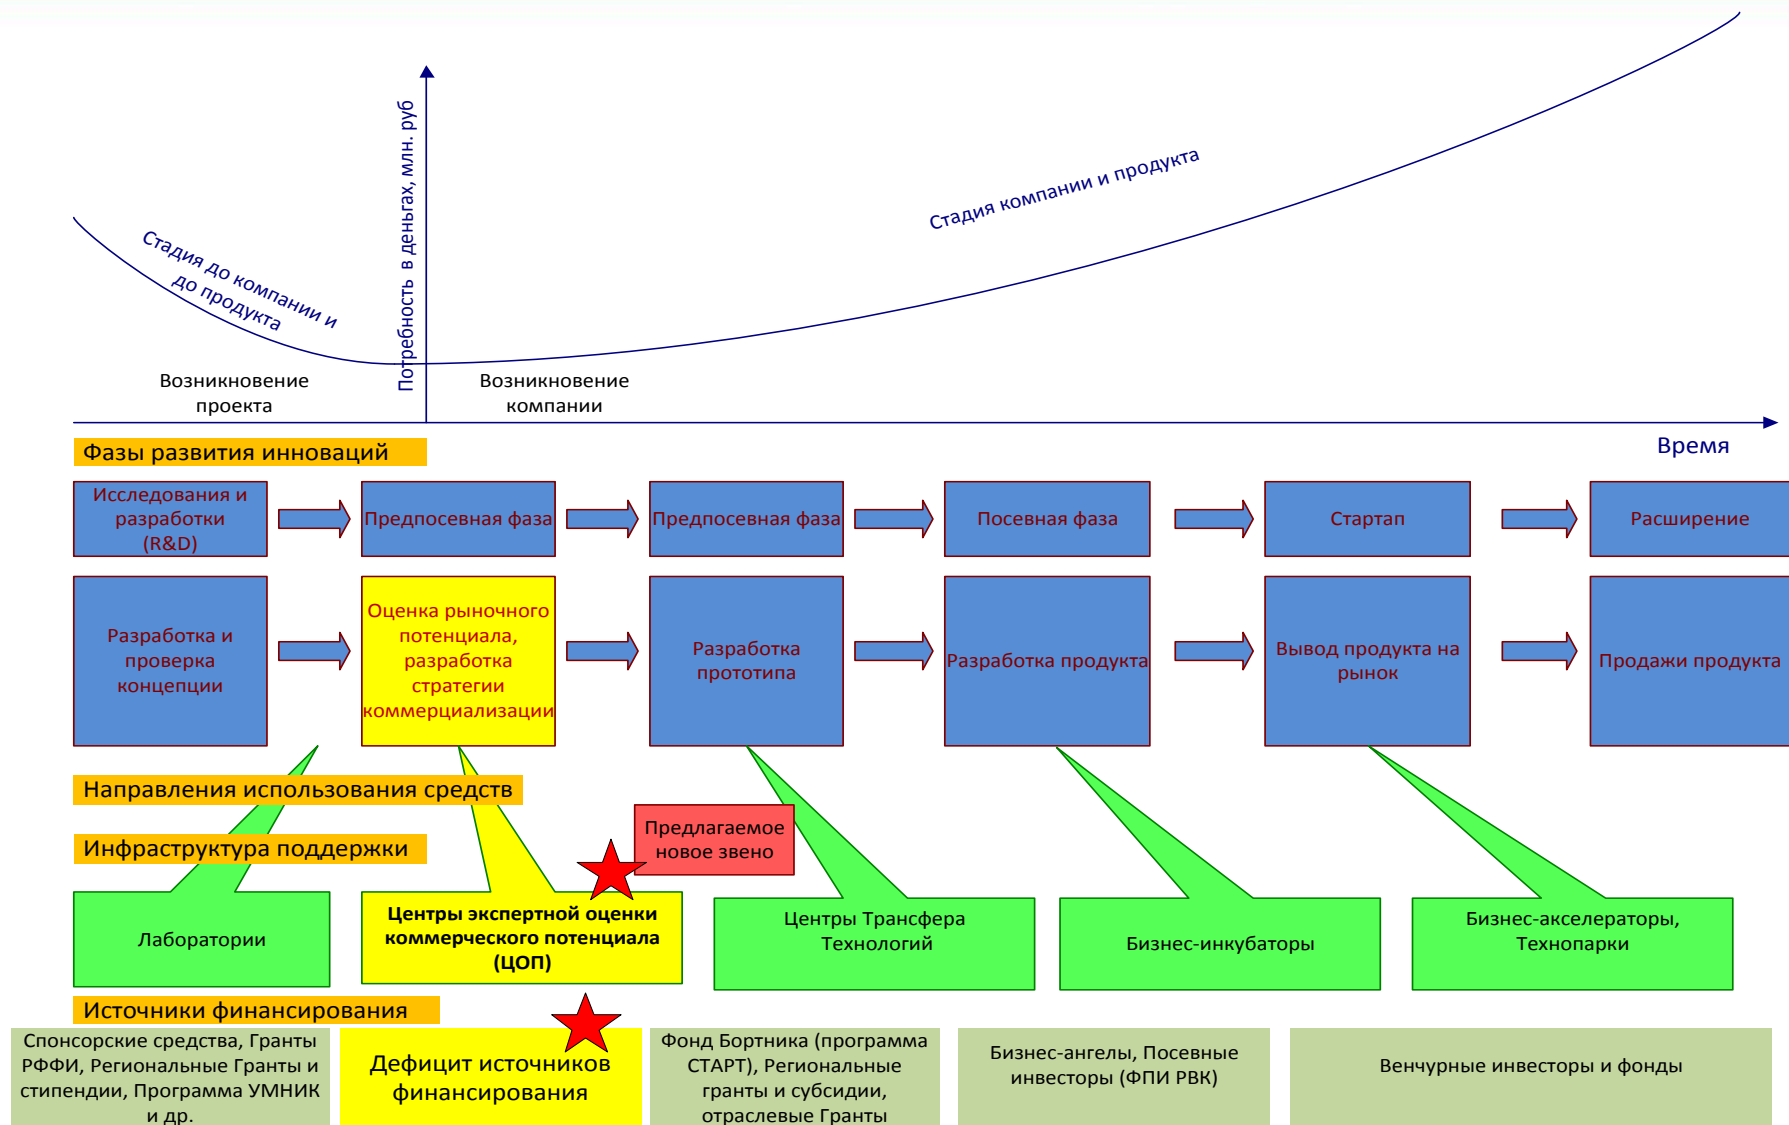 Потребность в деньгах, млн. руб
Стадия до компании и
до продукта
Стадия компании и продукта
Возникновение
проекта
Возникновение
компании
Время
Фазы развития инноваций
Исследования и
разработки
(R&D)
Предпосевная фаза
Предпосевная фаза
Посевная фаза
Стартап
Расширение
Разработка и
проверка
концепции
Оценка рыночного
потенциала,
разработка
стратегии
коммерциализации
Разработка
прототипа
Разработка продукта
Вывод продукта на
рынок
Продажи продукта
Направления использования средств
Предлагаемое
новое звено
Инфраструктура поддержки
Лаборатории
Центры экспертной оценки
коммерческого потенциала
(ЦОП)
Центры Трансфера
Технологий
Бизнес-инкубаторы
Бизнес-акселераторы,
Технопарки
Источники финансирования
Спонсорские средства, Гранты
РФФИ, Региональные Гранты и
стипендии, Программа УМНИК
и др.
Дефицит источников
финансирования
Фонд Бортника (программа
СТАРТ), Региональные
гранты и субсидии,
отраслевые Гранты
Бизнес-ангелы, Посевные
инвесторы (ФПИ РВК)
Венчурные инвесторы и фонды